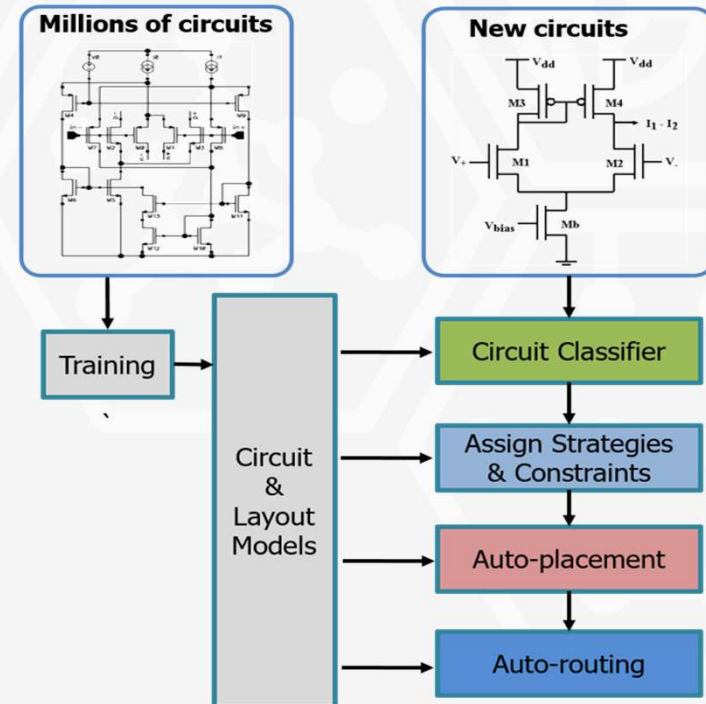 Millions of circuits
New circuits
Vdd
Vdd
M3
M4
I1 - I2
V+
M1
M2
V-
Vbias
Mb
Training
`
Circuit
&
Layout
Models
Circuit Classifier
Assign Strategies
& Constraints
Auto-placement
Auto-routing